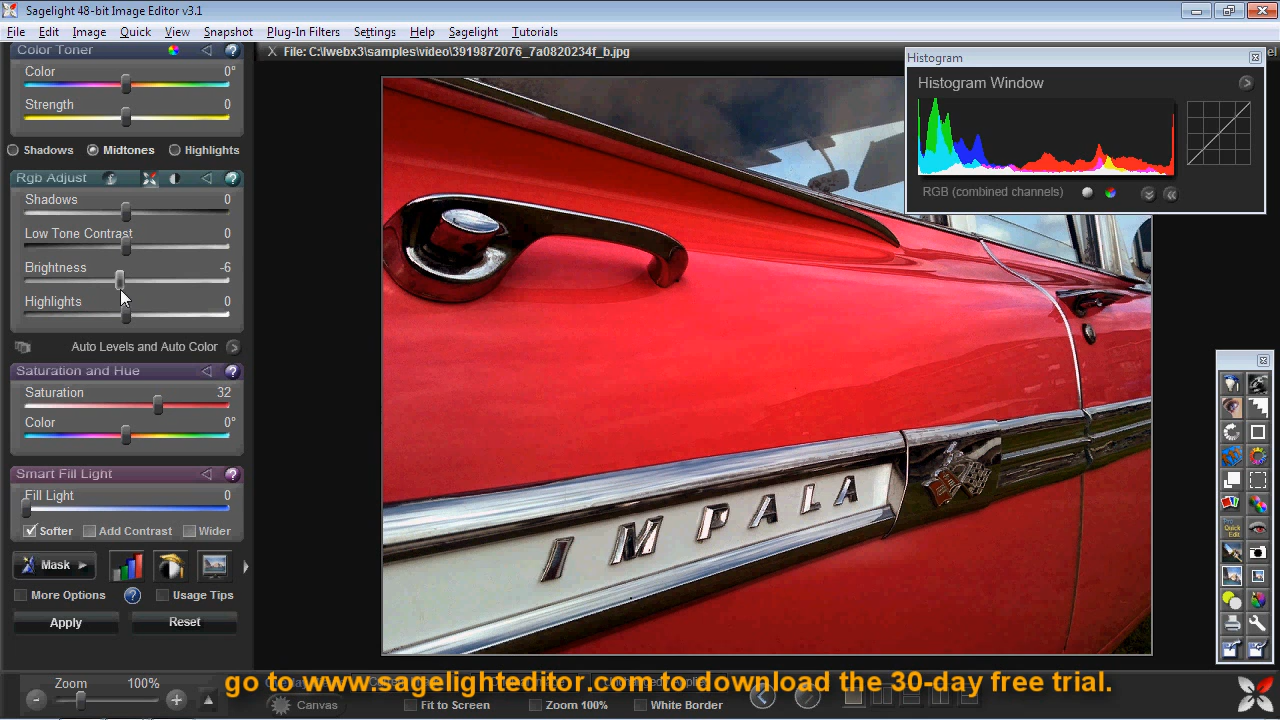 Sagelight 48-bit Image Editor v3.1
File Edit Image Quick View Snapshot Plug-In Filters Settings Help Sagelight Tutorials
Color Toner
X File: C:\lwebx3\samples\video\3919872076_7a0820234f_b.jpg
Color 0°
Strength 0
Shadows Midtones Highlights
Rgb Adjust
Shadows 0
Low Tone Contrast 0
Brightness -6
Highlights 0
Auto Levels and Auto Color
Saturation and Hue
Saturation 32
Color 0°
Smart Fill Light
Fill Light 0
Softer Add Contrast Wider
Mask
More Options Usage Tips
Apply Reset
Histogram
Histogram Window
RGB (combined channels)
IMPALA
Pro Quick Edit
go to www.sagelighteditor.com to download the 30-day free trial.
Zoom 100%
Canvas Fit to Screen Zoom 100% White Border